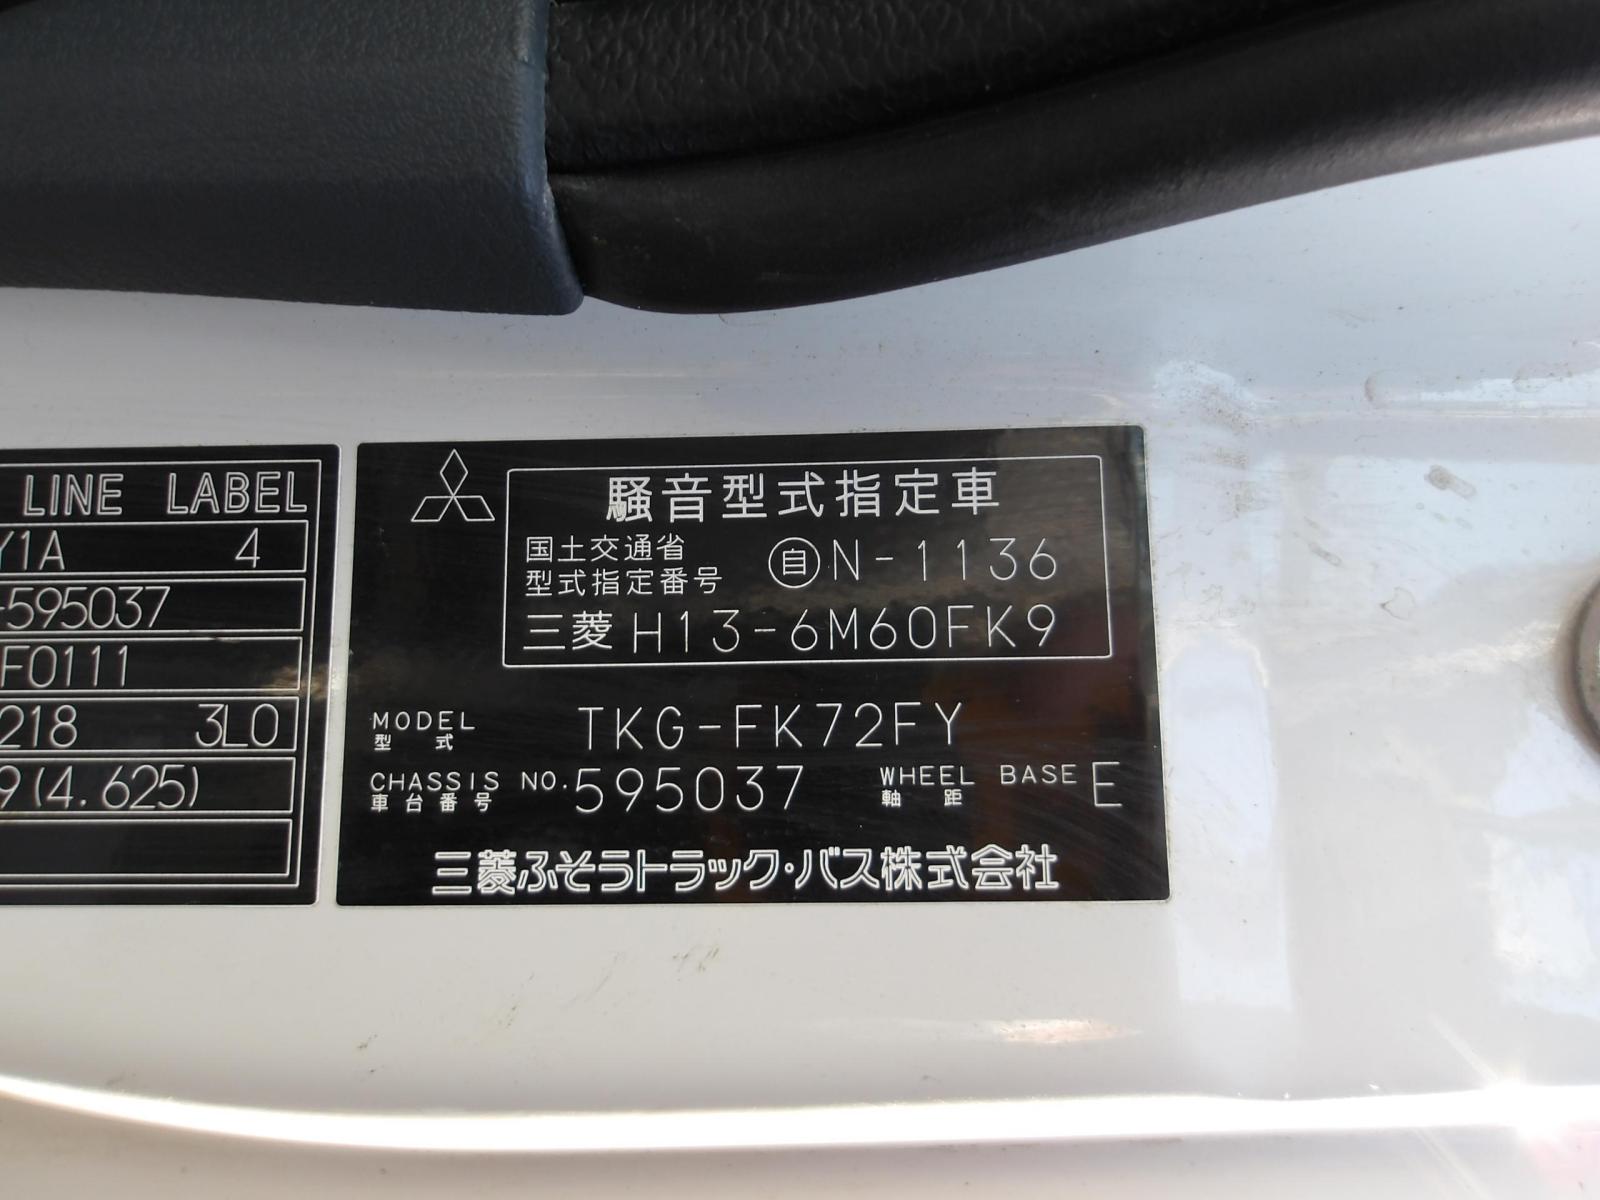 LINE LABEL
Y1A 4
-595037
F0111
218 3L0
9(4.625)
騒音型式指定車
国土交通省
型式指定番号 自N-1136
三菱 H13-6M60FK9
MODEL
型式 TKG-FK72FY
CHASSIS NO. 595037 WHEEL BASE E
車台番号 軸距
三菱ふそうトラック・バス株式会社